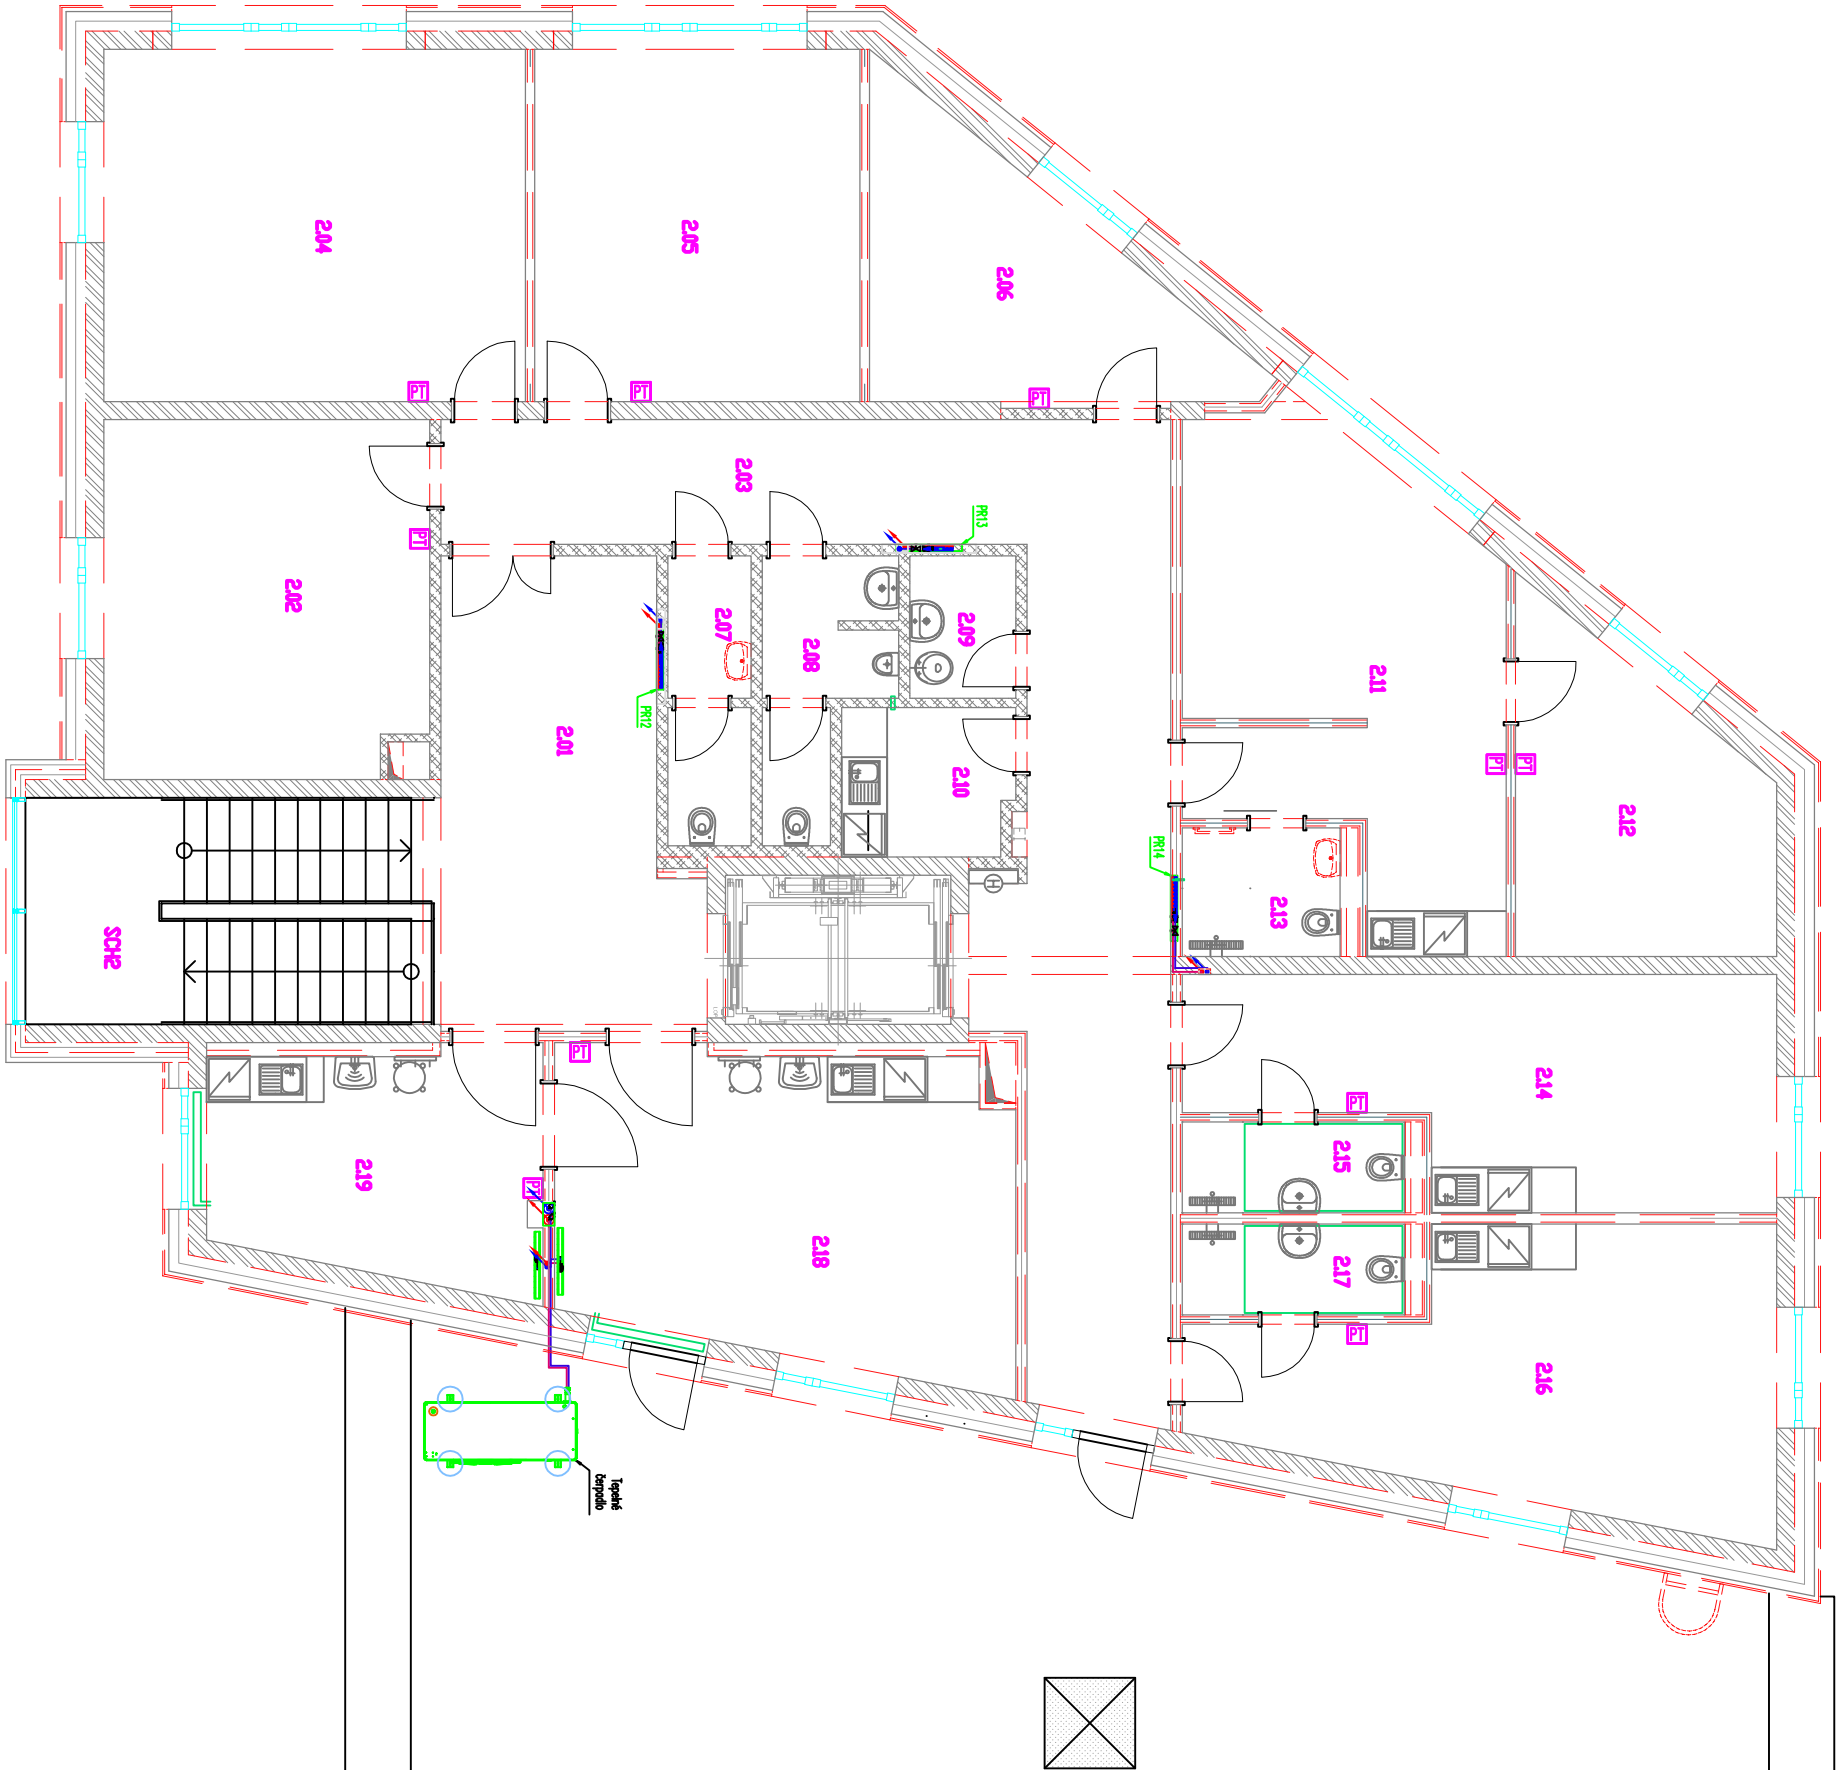 2.04
2.05
2.06
PT
PT
PT
2.03
PR13
PT
2.02
2.07
2.08
2.09
2.11
PR12
2.01
2.10
PT
PT
2.12
PR14
2.13
2CH2
H
PT
2.14
PT
2.15
2.19
PT
2.18
2.17
PT
2.16
Tepelné
čerpadlo